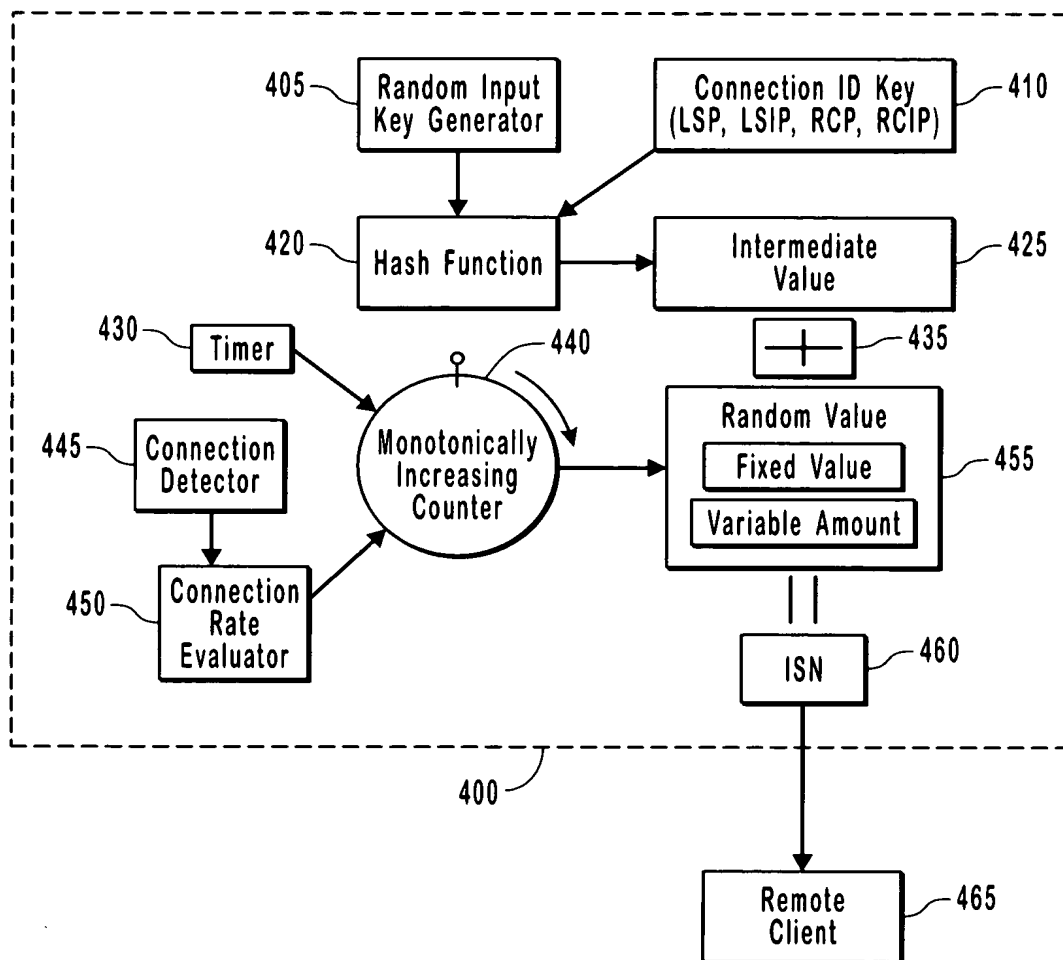 405
Random Input
Key Generator
Connection ID Key
(LSP, LSIP, RCP, RCIP)
410
420
Hash Function
Intermediate
Value
425
430
Timer
440
435
445
Connection
Detector
Monotonically
Increasing
Counter
Random Value
Fixed Value
Variable Amount
455
450
Connection
Rate
Evaluator
ISN
460
400
Remote
Client
465